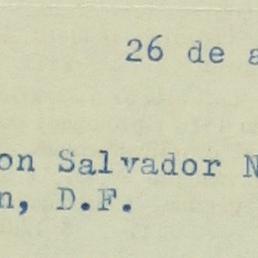 26 de a
on Salvador N
n, D.F.